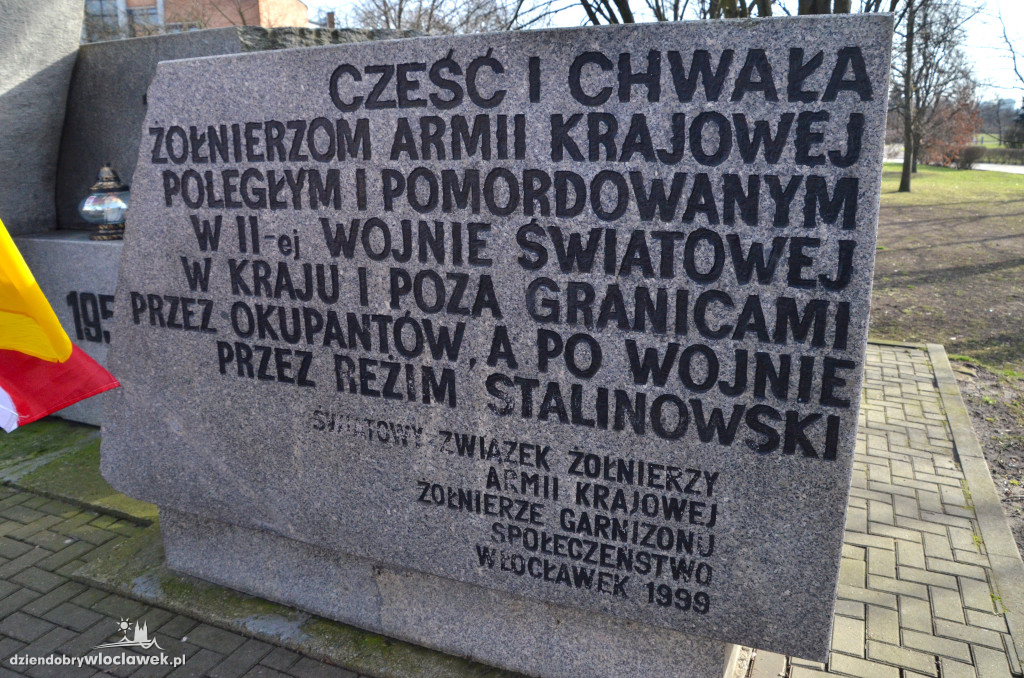 CZEŚĆ I CHWAŁA
ŻOŁNIERZOM ARMII KRAJOWEJ
POLEGŁYM I POMORDOWANYM
W II-ej WOJNIE ŚWIATOWEJ
W KRAJU I POZA GRANICAMI
PRZEZ OKUPANTÓW, A PO WOJNIE
PRZEZ REŻIM STALINOWSKI
ŚWIATOWY ZWIĄZEK ŻOŁNIERZY
ARMII KRAJOWEJ
ŻOŁNIERZE GARNIZONU
SPOŁECZEŃSTWO
WŁOCŁAWEK 1999
195
dziendobrywloclawek.pl